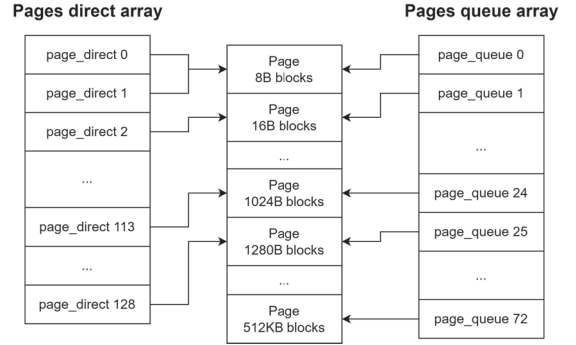 Pages direct array
Pages queue array
page_direct 0
page_direct 1
page_direct 2
...
page_direct 113
...
page_direct 128
Page
8B blocks
Page
16B blocks
...
Page
1024B blocks
Page
1280B blocks
...
Page
512KB blocks
page_queue 0
page_queue 1
...
page_queue 24
page_queue 25
...
page_queue 72